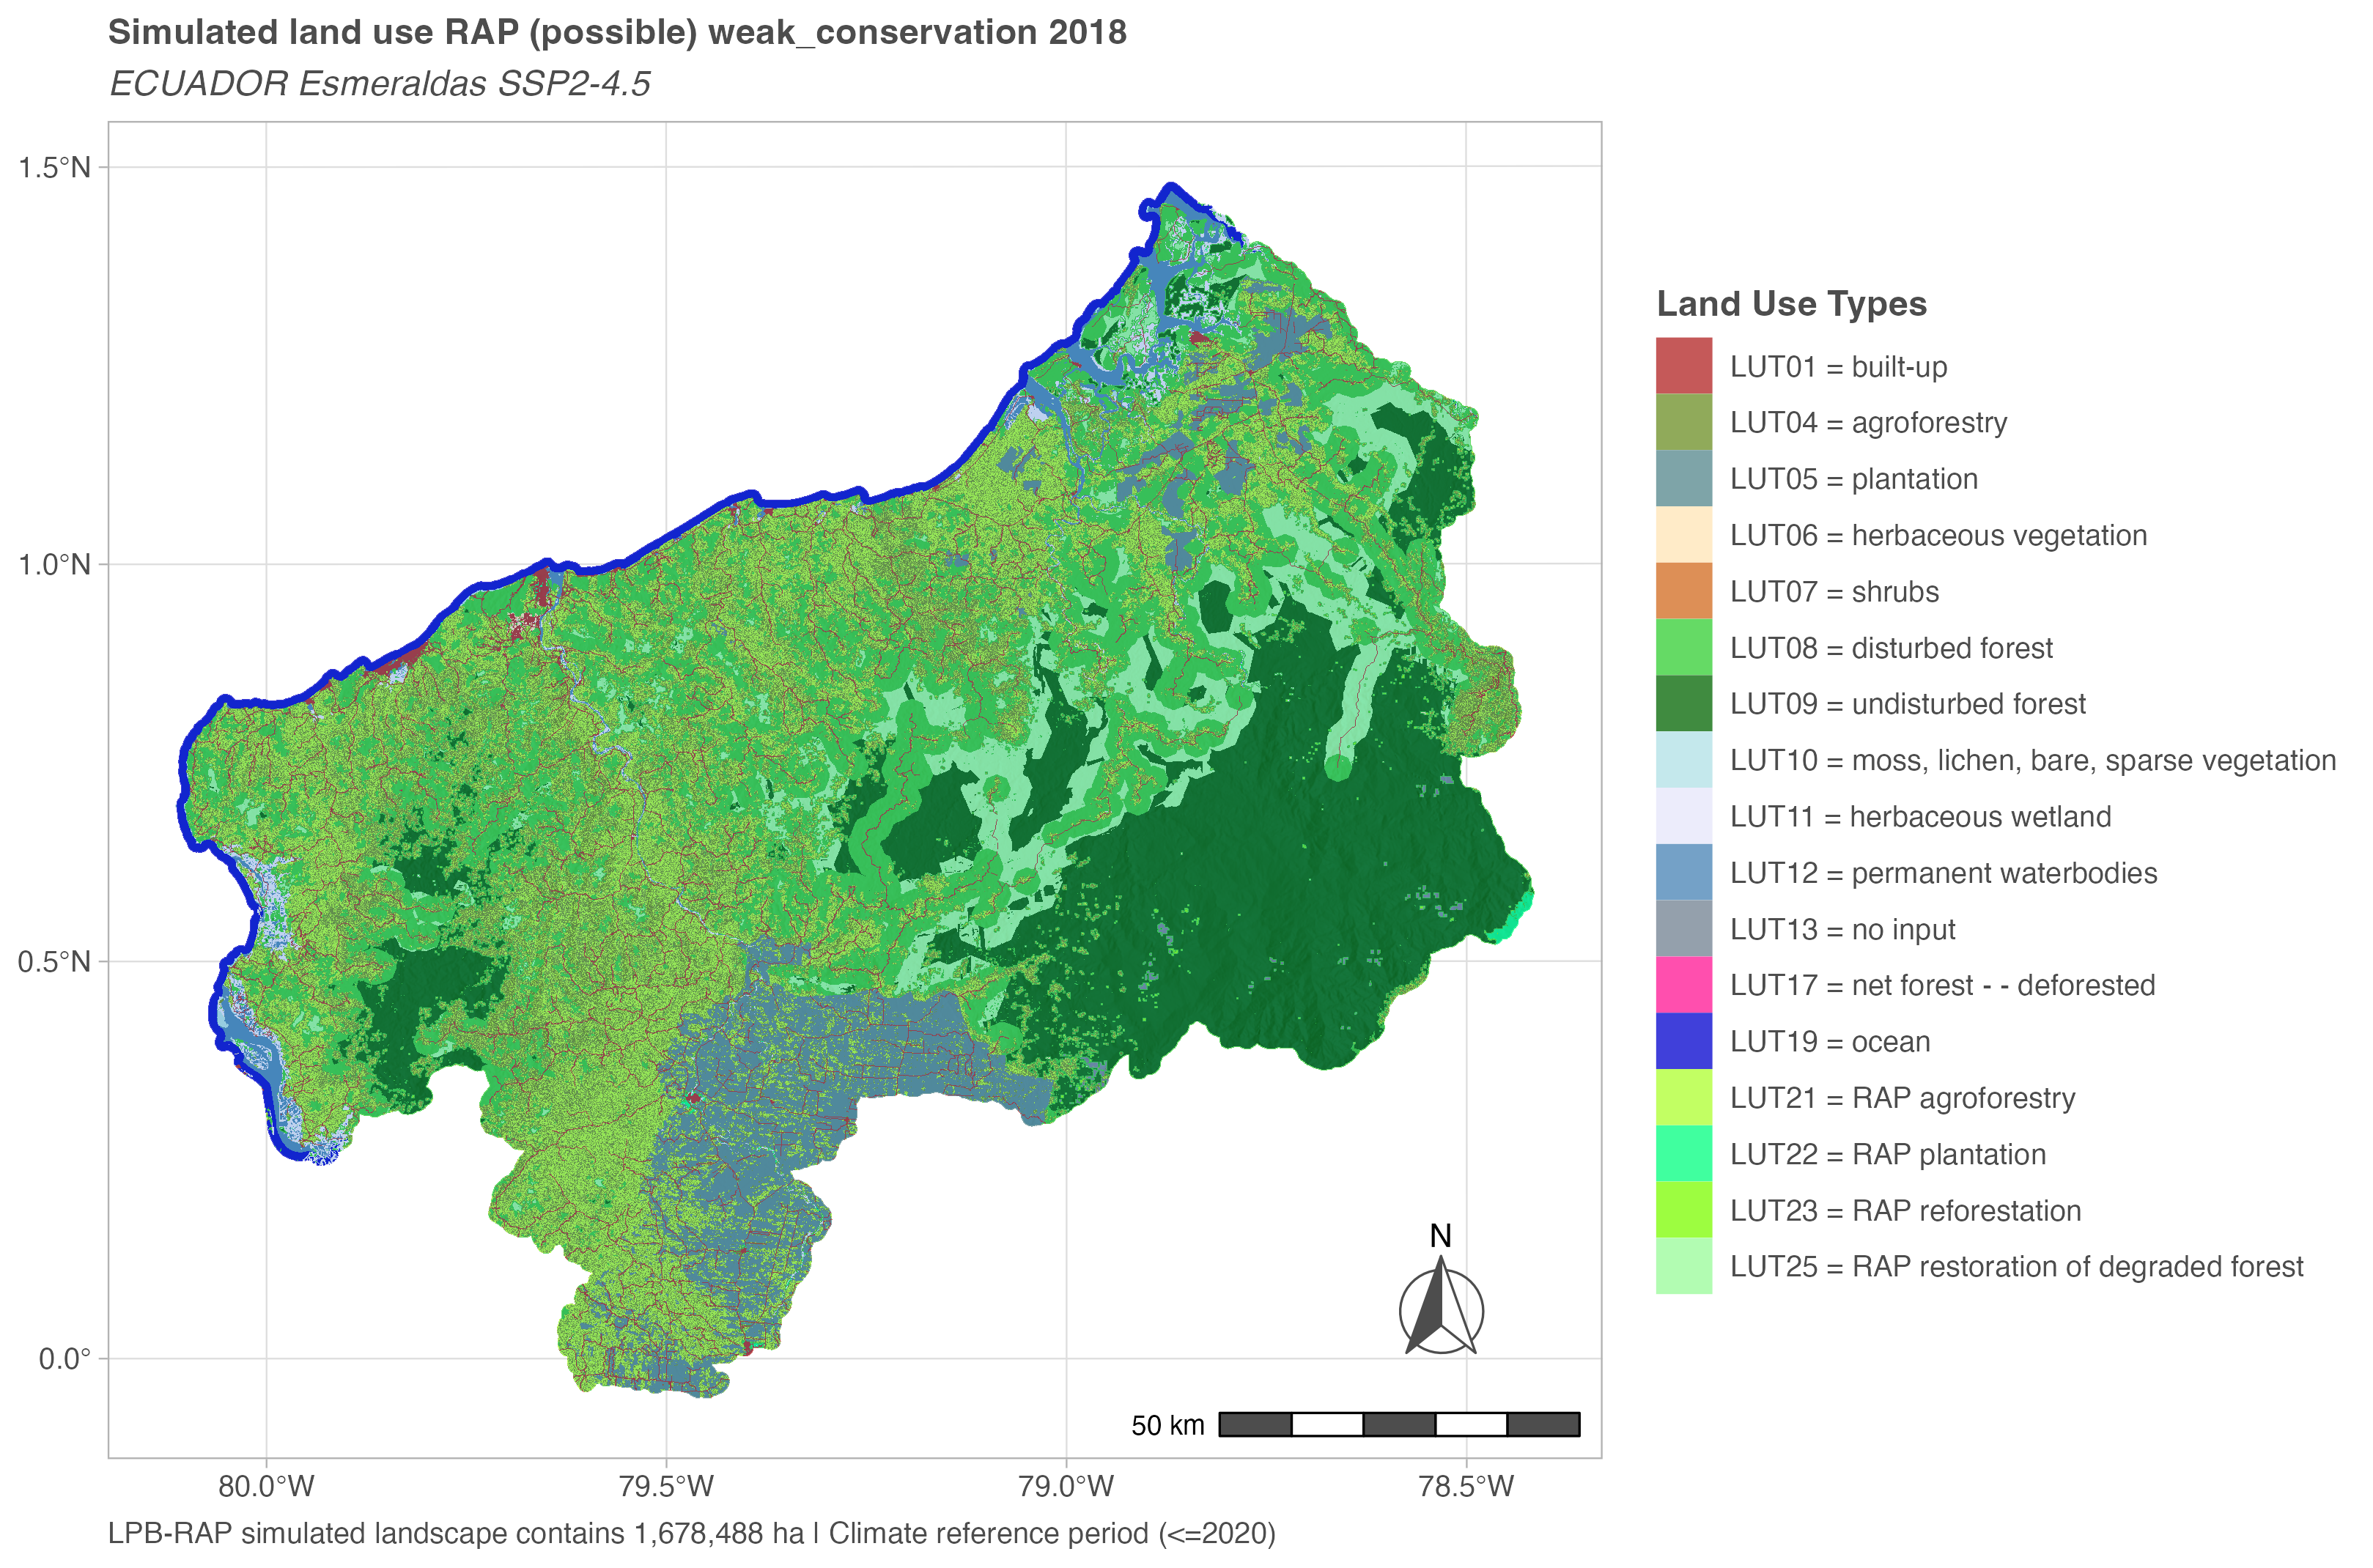 Simulated land use RAP (possible) weak_conservation 2018
ECUADOR Esmeraldas SSP2-4.5
1.5°N
1.0°N
0.5°N
0.0°
80.0°W
79.5°W
79.0°W
78.5°W
N
50 km
Land Use Types
LUT01 = built-up
LUT04 = agroforestry
LUT05 = plantation
LUT06 = herbaceous vegetation
LUT07 = shrubs
LUT08 = disturbed forest
LUT09 = undisturbed forest
LUT10 = moss, lichen, bare, sparse vegetation
LUT11 = herbaceous wetland
LUT12 = permanent waterbodies
LUT13 = no input
LUT17 = net forest - - deforested
LUT19 = ocean
LUT21 = RAP agroforestry
LUT22 = RAP plantation
LUT23 = RAP reforestation
LUT25 = RAP restoration of degraded forest
LPB-RAP simulated landscape contains 1,678,488 ha | Climate reference period (<=2020)